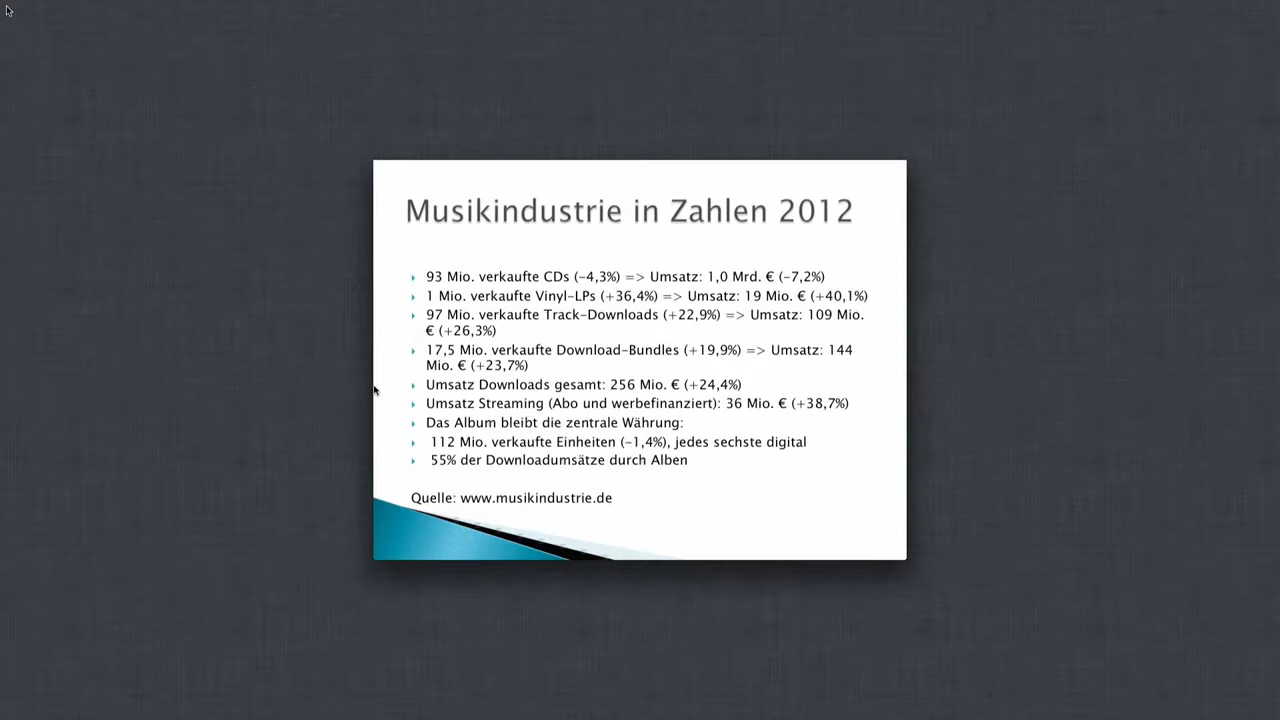 Musikindustrie in Zahlen 2012
93 Mio. verkaufte CDs (-4,3%) => Umsatz: 1,0 Mrd. € (-7,2%)
1 Mio. verkaufte Vinyl-LPs (+36,4%) => Umsatz: 19 Mio. € (+40,1%)
97 Mio. verkaufte Track-Downloads (+22,9%) => Umsatz: 109 Mio.
€ (+26,3%)
17,5 Mio. verkaufte Download-Bundles (+19,9%) => Umsatz: 144
Mio. € (+23,7%)
Umsatz Downloads gesamt: 256 Mio. € (+24,4%)
Umsatz Streaming (Abo und werbefinanziert): 36 Mio. € (+38,7%)
Das Album bleibt die zentrale Währung:
112 Mio. verkaufte Einheiten (-1,4%), jedes sechste digital
55% der Downloadumsätze durch Alben
Quelle: www.musikindustrie.de